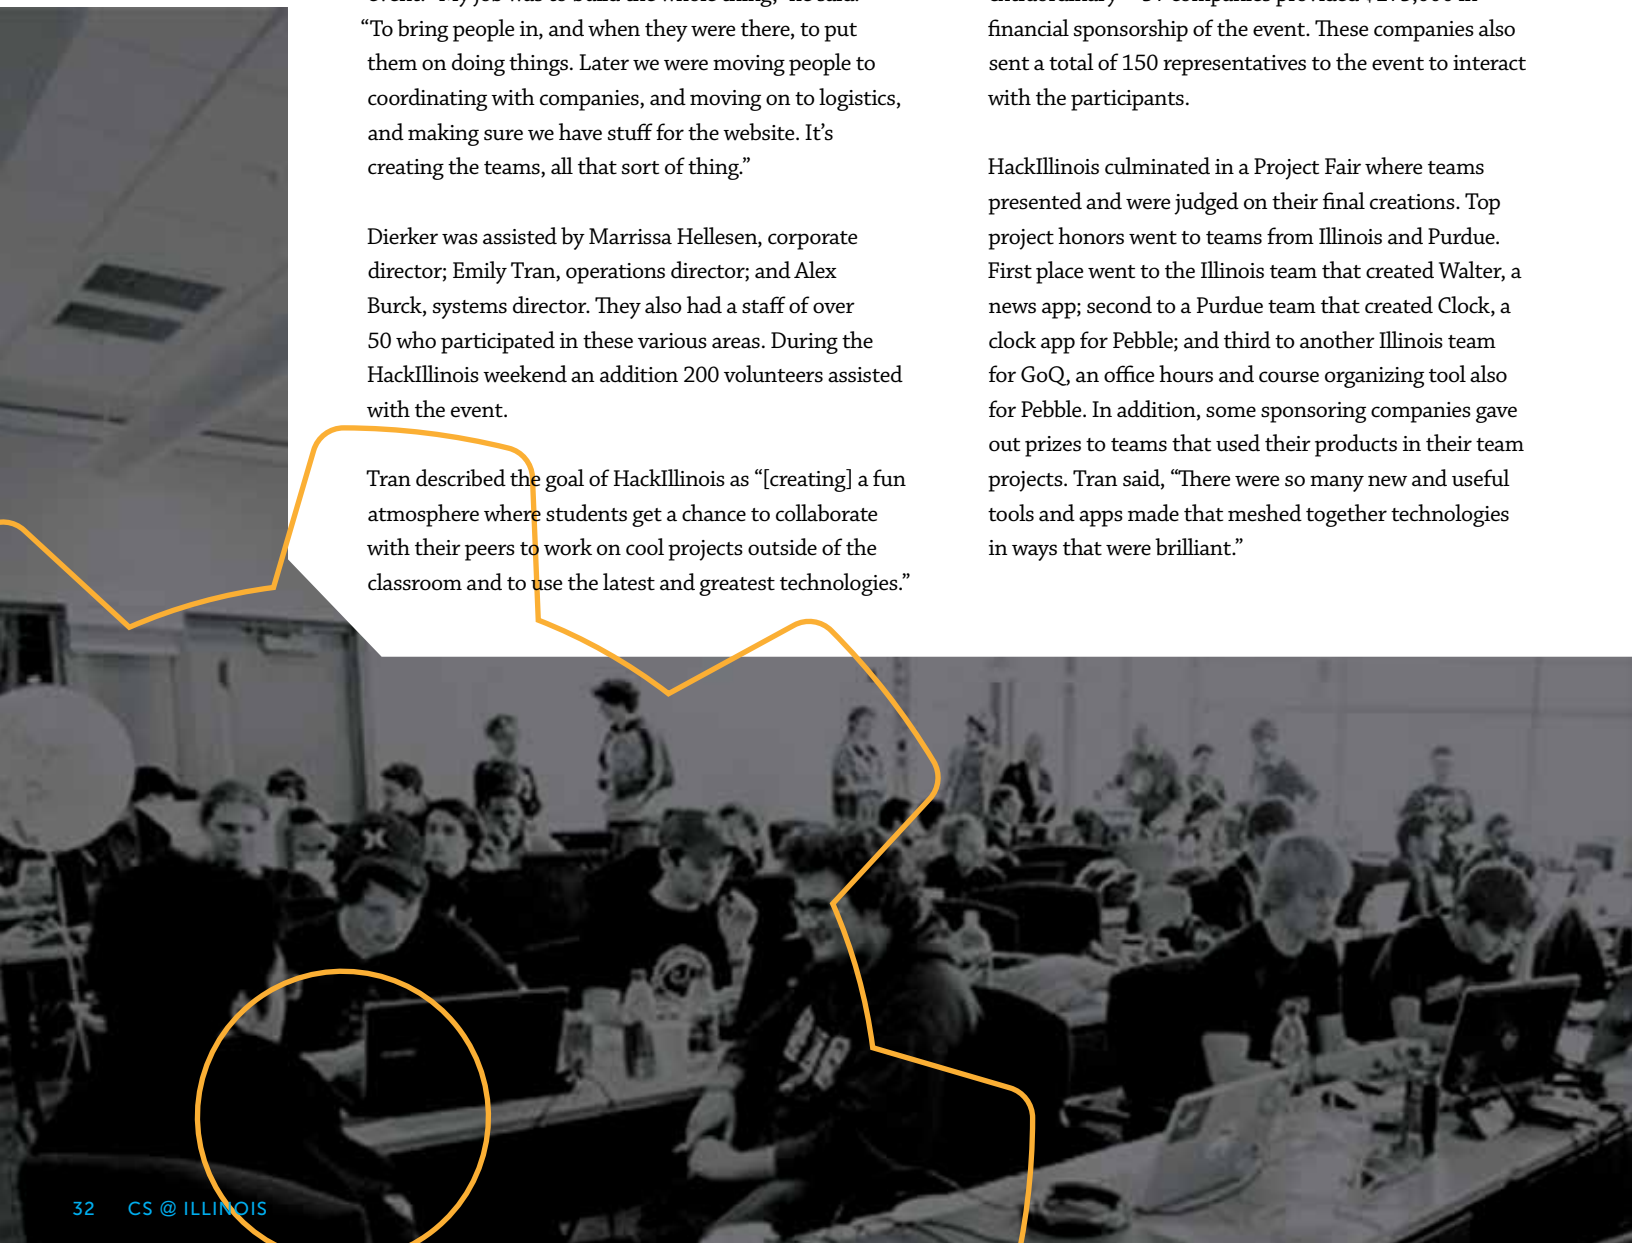 “To bring people in, and when they were there, to put
them on doing things. Later we were moving people to
coordinating with companies, and moving on to logistics,
and making sure we have stuff for the website. It’s
creating the teams, all that sort of thing.”
Dierker was assisted by Marrissa Hellesen, corporate
director; Emily Tran, operations director; and Alex
Burck, systems director. They also had a staff of over
50 who participated in these various areas. During the
HackIllinois weekend an addition 200 volunteers assisted
with the event.
Tran described the goal of HackIllinois as “[creating] a fun
atmosphere where students get a chance to collaborate
with their peers to work on cool projects outside of the
classroom and to use the latest and greatest technologies.”
financial sponsorship of the event. These companies also
sent a total of 150 representatives to the event to interact
with the participants.
HackIllinois culminated in a Project Fair where teams
presented and were judged on their final creations. Top
project honors went to teams from Illinois and Purdue.
First place went to the Illinois team that created Walter, a
news app; second to a Purdue team that created Clock, a
clock app for Pebble; and third to another Illinois team
for GoQ, an office hours and course organizing tool also
for Pebble. In addition, some sponsoring companies gave
out prizes to teams that used their products in their team
projects. Tran said, “There were so many new and useful
tools and apps made that meshed together technologies
in ways that were brilliant.”
32 CS @ ILLINOIS